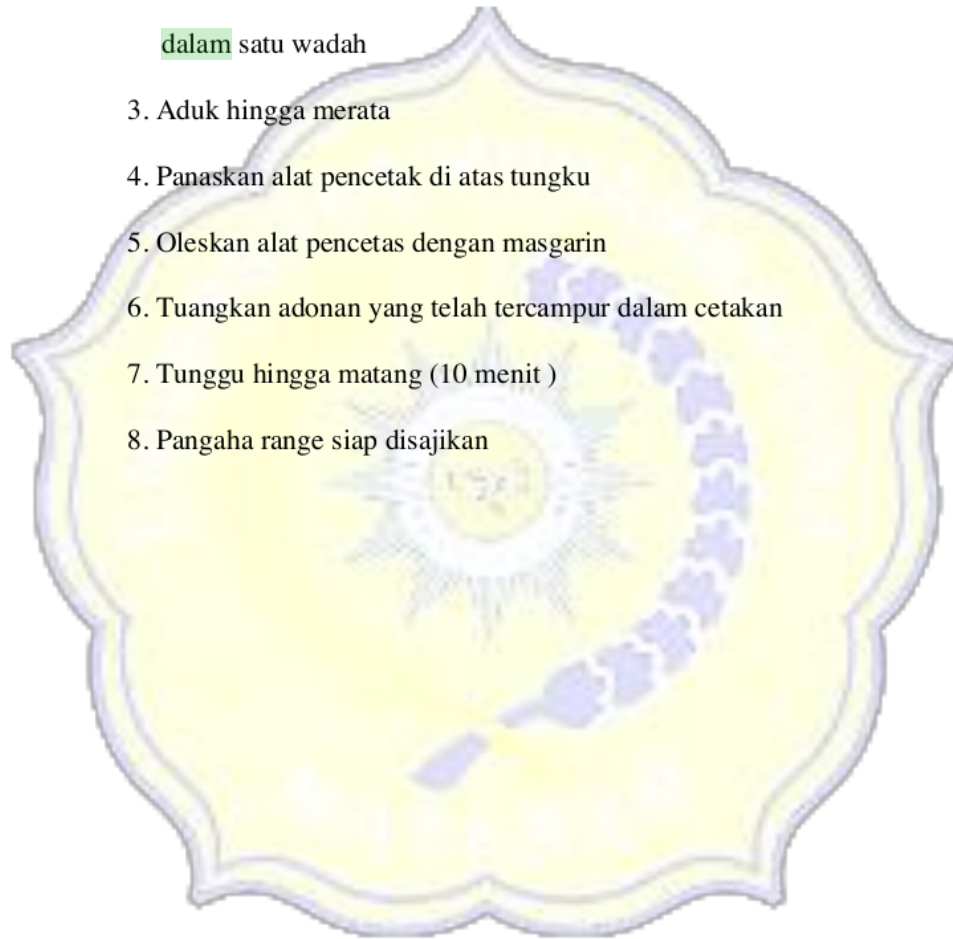 dalam satu wadah
3. Aduk hingga merata
4. Panaskan alat pencetak di atas tungku
5. Oleskan alat pencetas dengan masgarin
6. Tuangkan adonan yang telah tercampur dalam cetakan
7. Tunggu hingga matang (10 menit )
8. Pangaha range siap disajikan